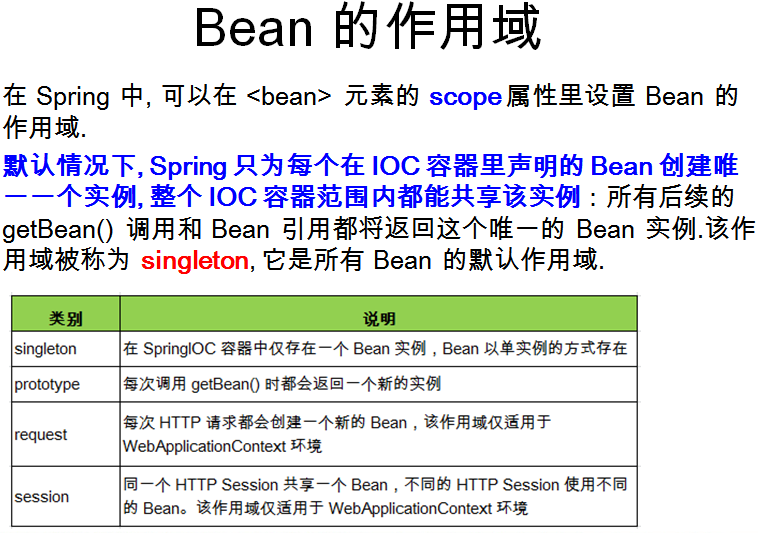 Bean 的作用域
在 Spring 中, 可以在 <bean> 元素的 scope属性里设置 Bean 的
作用域.
默认情况下, Spring 只为每个在 IOC 容器里声明的 Bean 创建唯
一一个实例, 整个 IOC 容器范围内都能共享该实例：所有后续的
getBean() 调用和 Bean 引用都将返回这个唯一的 Bean 实例.该作
用域被称为 singleton, 它是所有 Bean 的默认作用域.
类别 说明
singleton 在 SpringIOC 容器中仅存在一个 Bean 实例，Bean 以单实例的方式存在
prototype 每次调用 getBean() 时都会返回一个新的实例
request 每次 HTTP 请求都会创建一个新的 Bean，该作用域仅适用于
WebApplicationContext 环境
session 同一个 HTTP Session 共享一个 Bean，不同的 HTTP Session 使用不同
的 Bean。该作用域仅适用于 WebApplicationContext 环境